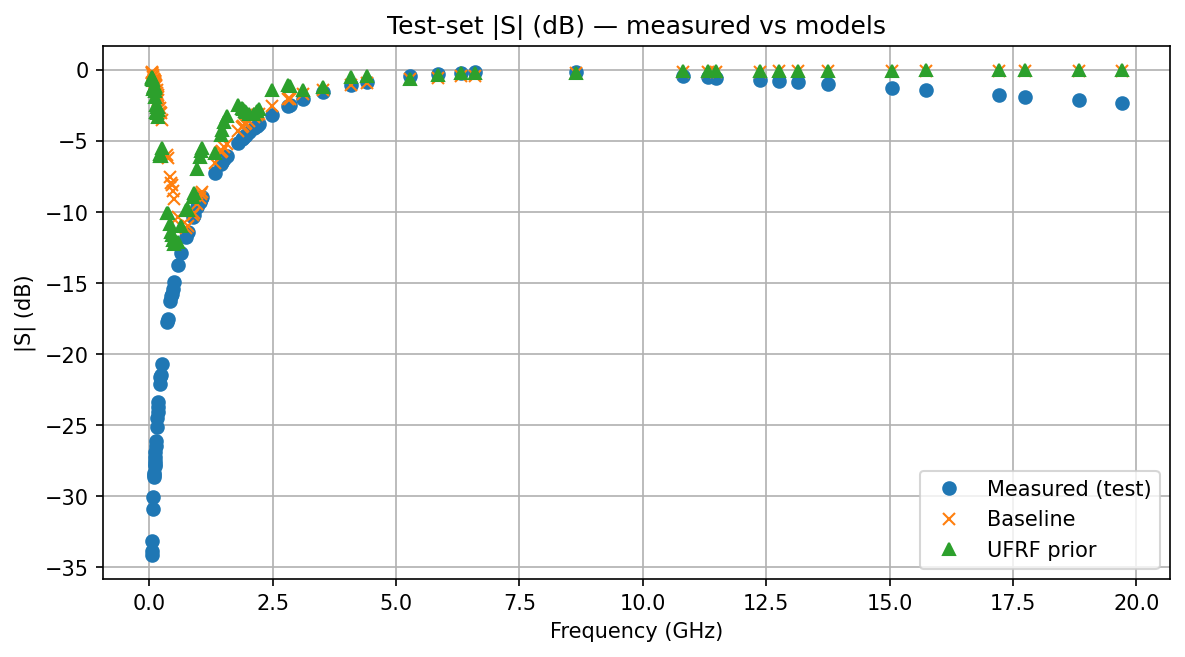 Test-set |S| (dB) — measured vs models
|S| (dB)
0
−5
−10
−15
−20
−25
−30
−35
0.0 2.5 5.0 7.5 10.0 12.5 15.0 17.5 20.0
Frequency (GHz)
Measured (test)
Baseline
UFRF prior